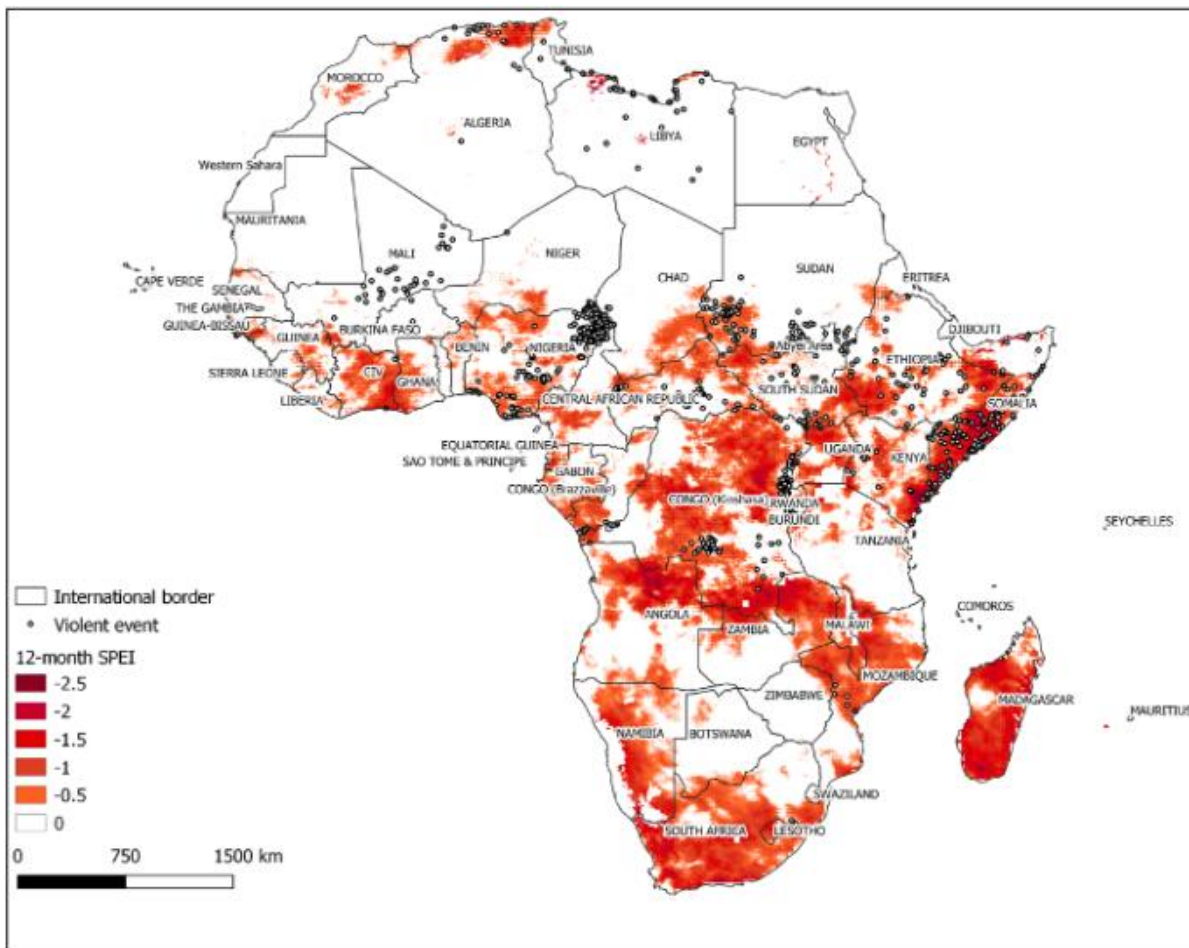 TUNISIA
MOROCCO
ALGERIA
LIBYA
EGYPT
Western Sahara
MAURITANIA
MALI
NIGER
CHAD
SUDAN
ERITREA
CAPE VERDE
SENEGAL
THE GAMBIA
GUINEA-BISSAU
BURKINA FASO
DJIBOUTI
GUINEA
BENIN
NIGERIA
Abyei Area
ETHIOPIA
SIERRA LEONE
CIV
GHANA
SOUTH SUDAN
LIBERIA
CENTRAL AFRICAN REPUBLIC
SOMALIA
EQUATORIAL GUINEA
UGANDA
KENYA
SAO TOME & PRINCIPE
GABON
CONGO (Brazzaville)
CONGO (Kinshasa)
RWANDA
BURUNDI
SEYCHELLES
TANZANIA
COMOROS
ANGOLA
ZAMBIA
MALAWI
MOZAMBIQUE
ZIMBABWE
MADAGASCAR
MAURITIUS
NAMIBIA
BOTSWANA
SWAZILAND
SOUTH AFRICA
LESOTHO
International border
Violent event
12-month SPEI
-2.5
-2
-1.5
-1
-0.5
0
0 750 1500 km